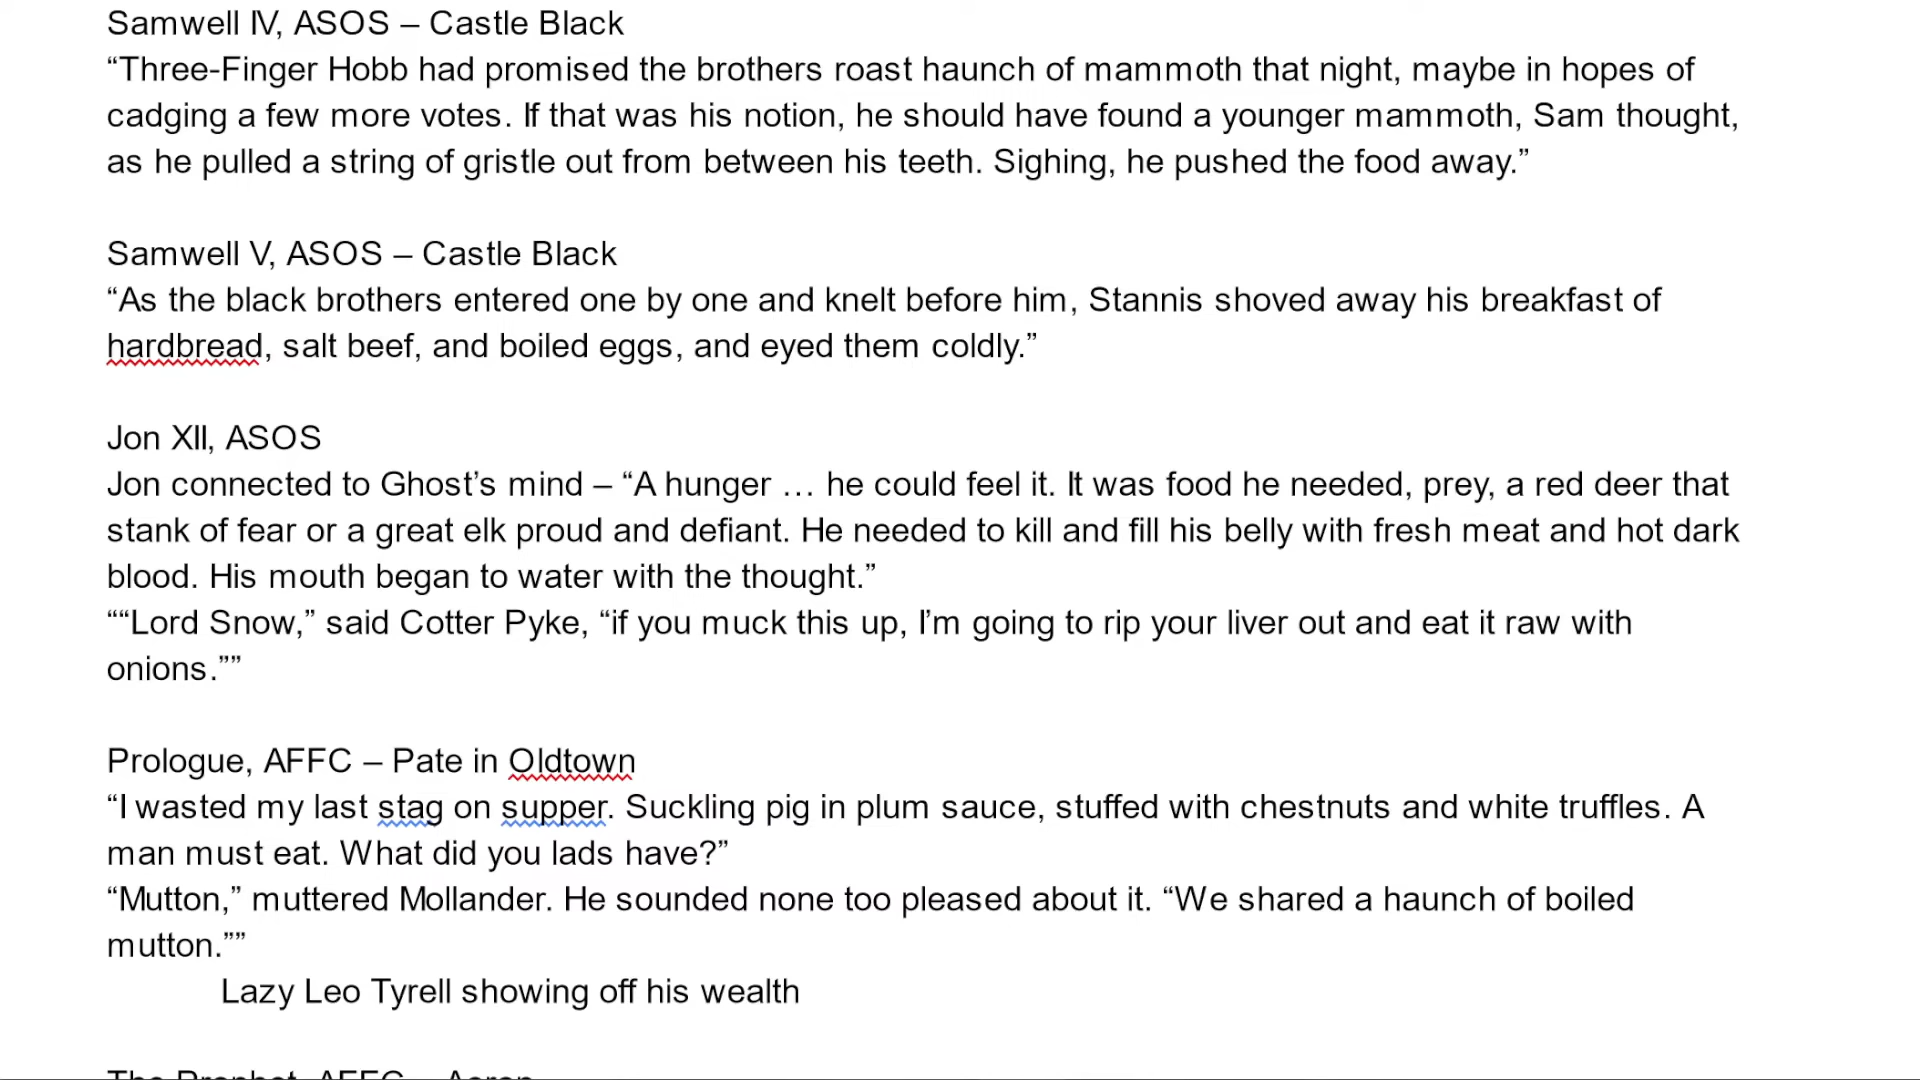 Samwell IV, ASOS – Castle Black
“Three-Finger Hobb had promised the brothers roast haunch of mammoth that night, maybe in hopes of
cadging a few more votes. If that was his notion, he should have found a younger mammoth, Sam thought,
as he pulled a string of gristle out from between his teeth. Sighing, he pushed the food away.”
Samwell V, ASOS – Castle Black
“As the black brothers entered one by one and knelt before him, Stannis shoved away his breakfast of
hardbread, salt beef, and boiled eggs, and eyed them coldly.”
Jon XII, ASOS
Jon connected to Ghost’s mind – “A hunger … he could feel it. It was food he needed, prey, a red deer that
stank of fear or a great elk proud and defiant. He needed to kill and fill his belly with fresh meat and hot dark
blood. His mouth began to water with the thought.”
““Lord Snow,” said Cotter Pyke, “if you muck this up, I’m going to rip your liver out and eat it raw with
onions.””
Prologue, AFFC – Pate in Oldtown
“I wasted my last stag on supper. Suckling pig in plum sauce, stuffed with chestnuts and white truffles. A
man must eat. What did you lads have?”
“Mutton,” muttered Mollander. He sounded none too pleased about it. “We shared a haunch of boiled
mutton.””
Lazy Leo Tyrell showing off his wealth
The Prophet, AFFC – Aeron